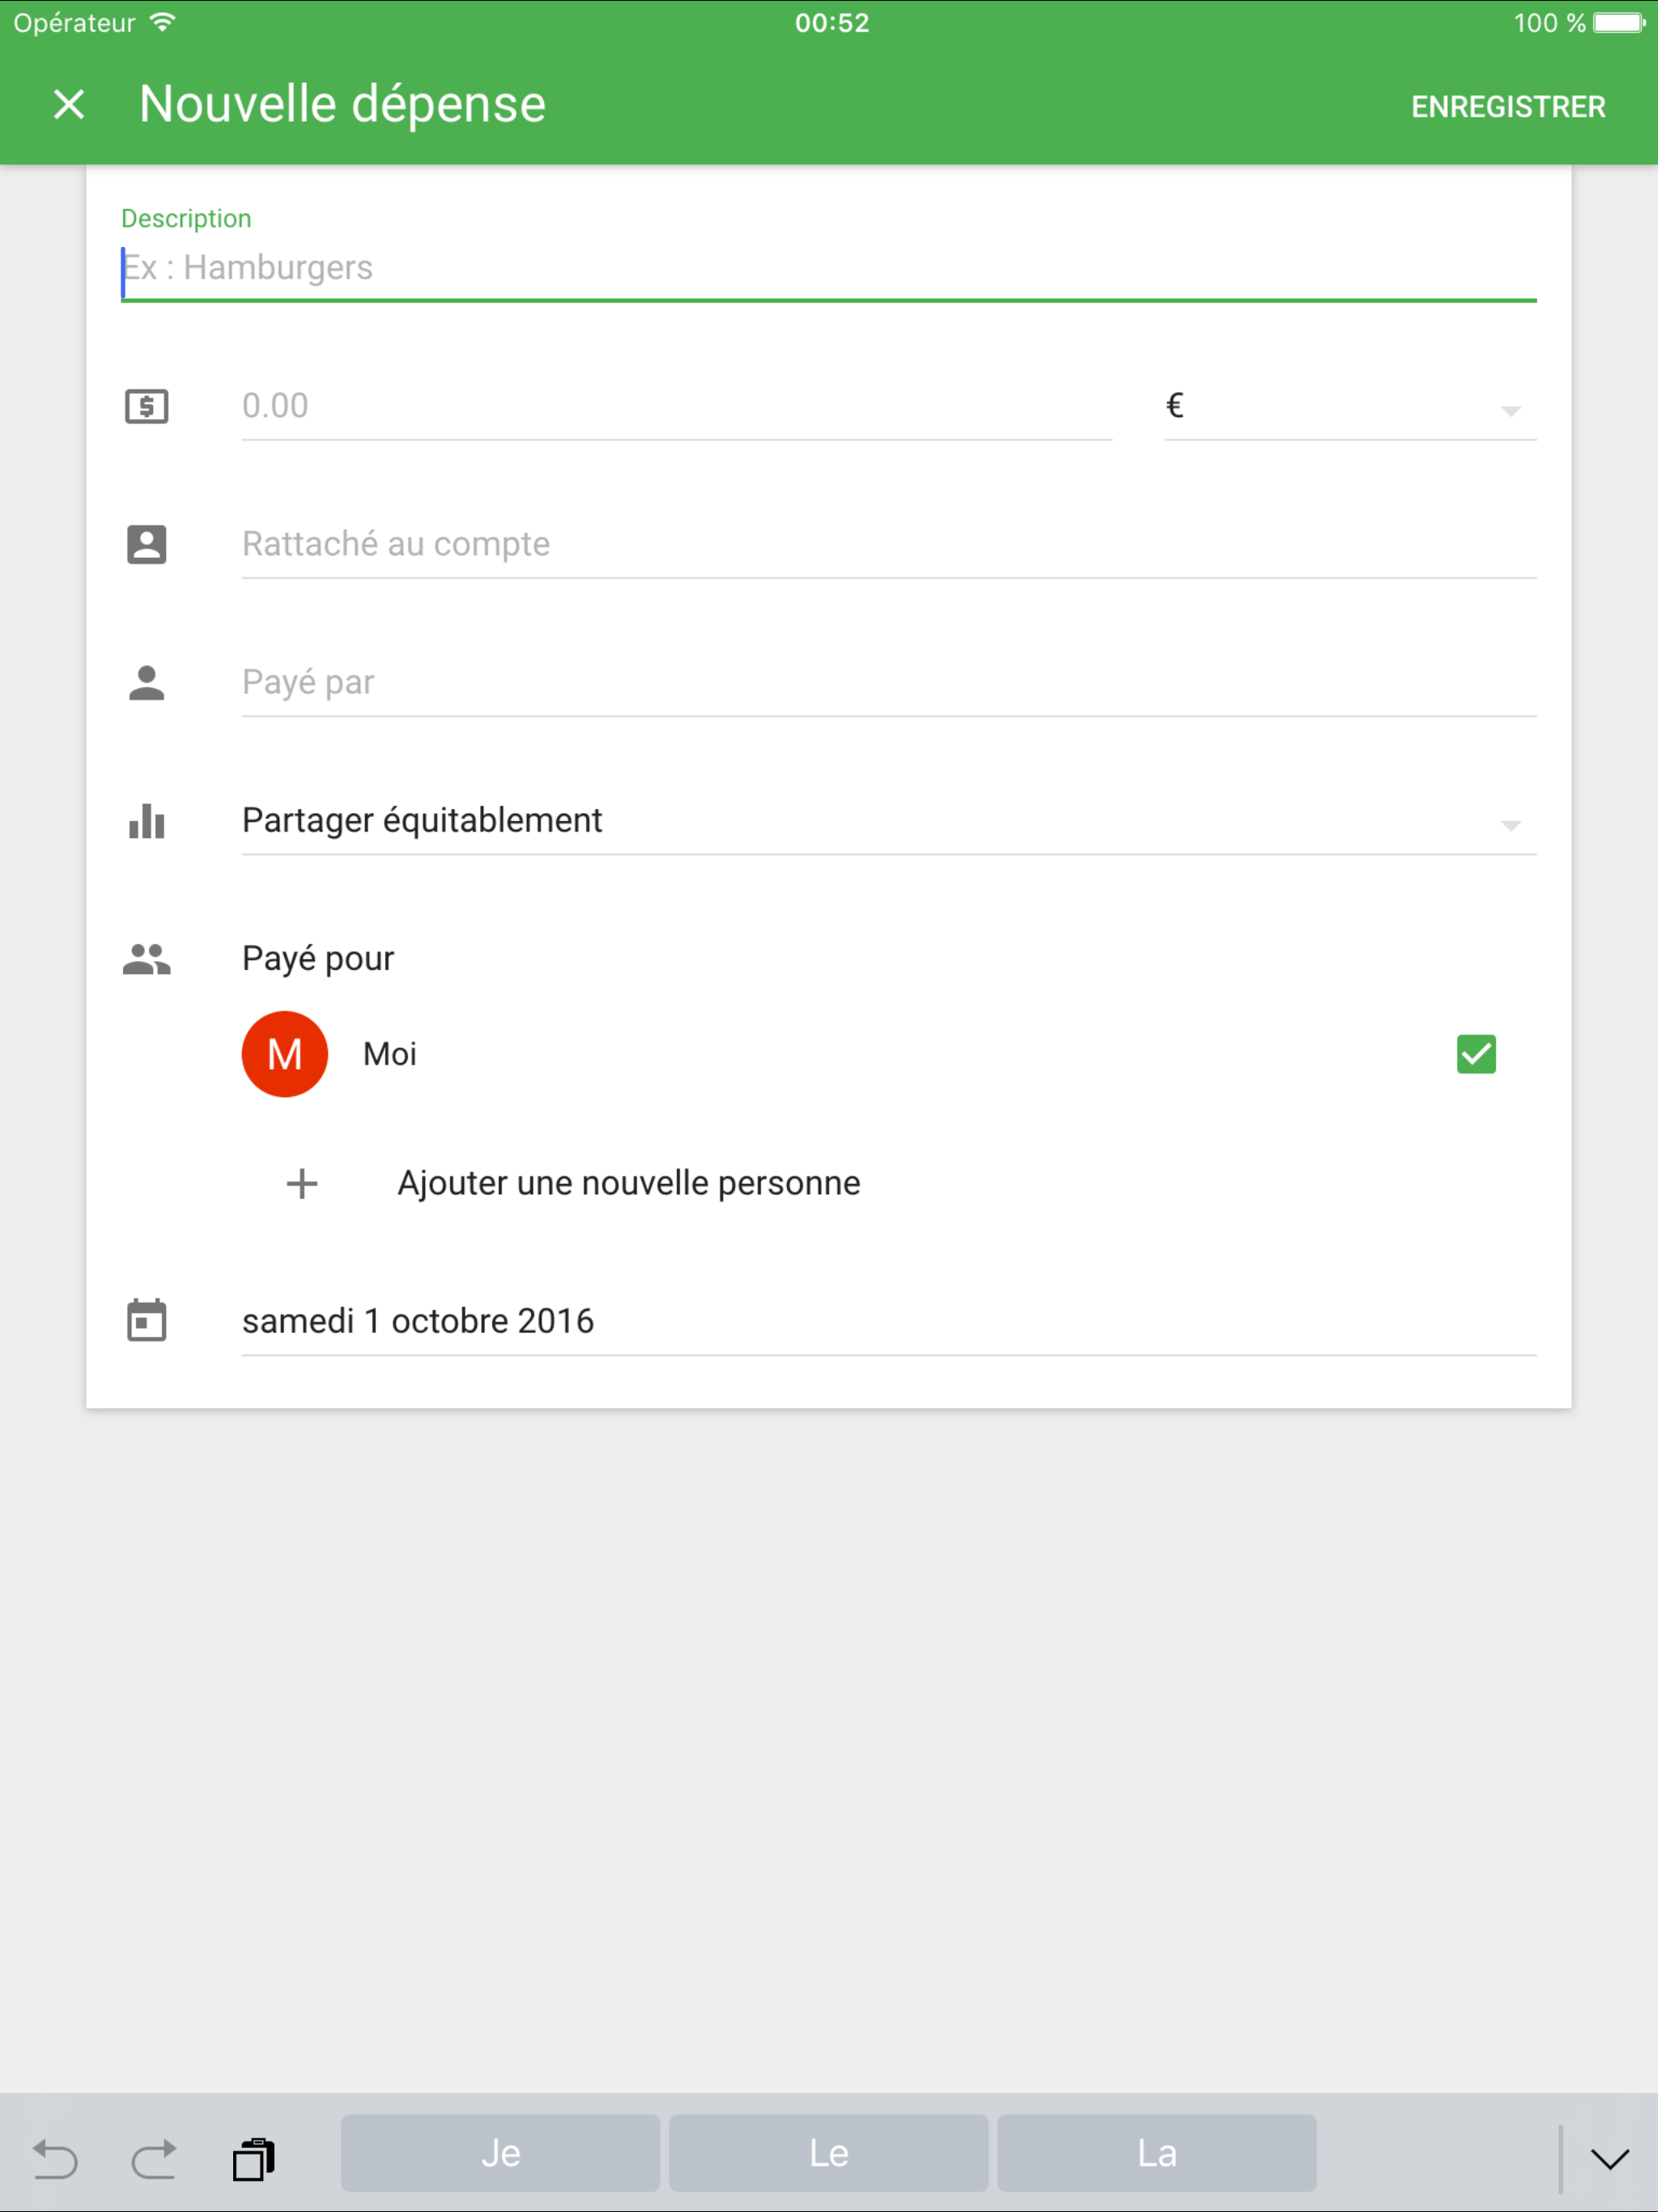 Opérateur 00:52 100 %
Nouvelle dépense ENREGISTRER
Description
Ex : Hamburgers
0.00 €
Rattaché au compte
Payé par
Partager équitablement
Payé pour
M Moi
Ajouter une nouvelle personne
samedi 1 octobre 2016
Je Le La